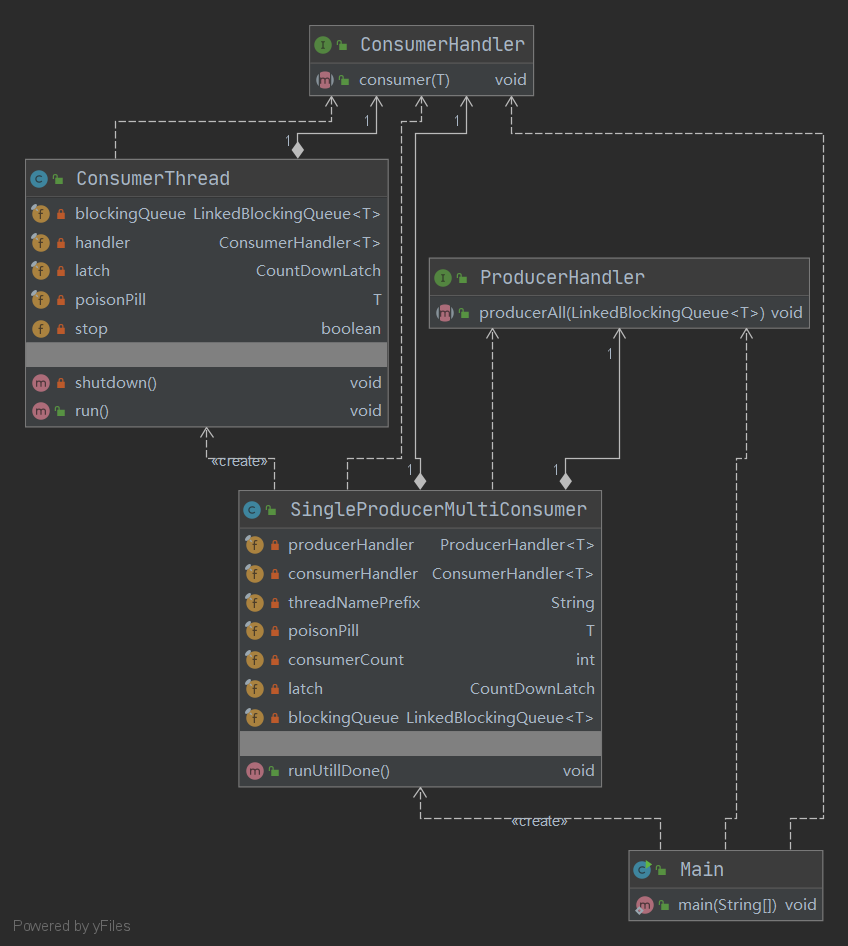 ConsumerHandler
consumer(T) void
1
1
1
ConsumerThread
blockingQueue LinkedBlockingQueue<T>
handler ConsumerHandler<T>
latch CountDownLatch
poisonPill T
stop boolean
shutdown() void
run() void
ProducerHandler
producerAll(LinkedBlockingQueue<T>) void
1
«create»
1
1
SingleProducerMultiConsumer
producerHandler ProducerHandler<T>
consumerHandler ConsumerHandler<T>
threadNamePrefix String
poisonPill T
consumerCount int
latch CountDownLatch
blockingQueue LinkedBlockingQueue<T>
runUtillDone() void
«create»
Main
main(String[]) void
Powered by yFiles